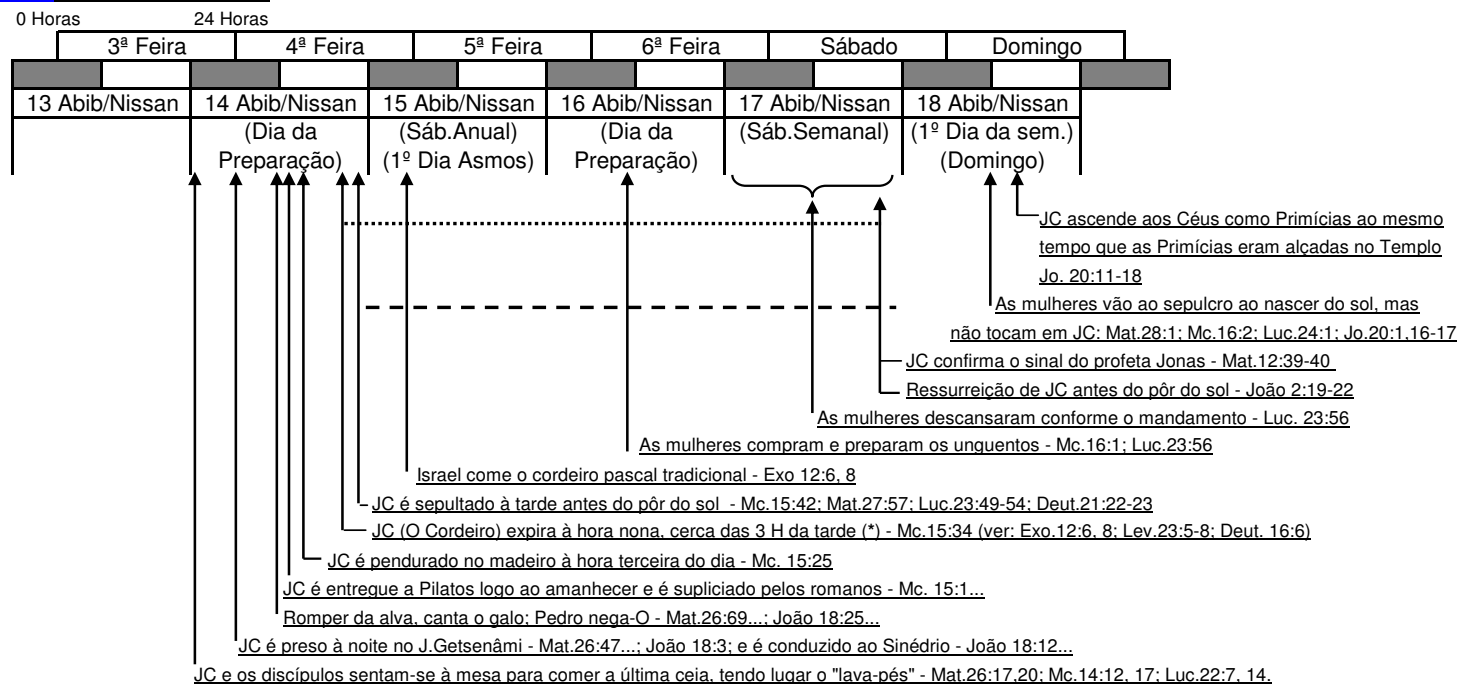 0 Horas 24 Horas
3ª Feira 4ª Feira 5ª Feira 6ª Feira Sábado Domingo
13 Abib/Nissan 14 Abib/Nissan 15 Abib/Nissan 16 Abib/Nissan 17 Abib/Nissan 18 Abib/Nissan
(Dia da (Sáb.Anual) (Dia da (Sáb.Semanal) (1º Dia da sem.)
Preparação) (1º Dia Asmos) Preparação) (Domingo)
JC ascende aos Céus como Primícias ao mesmo
tempo que as Primícias eram alçadas no Templo
Jo. 20:11-18
As mulheres vão ao sepulcro ao nascer do sol, mas
não tocam em JC: Mat.28:1; Mc.16:2; Luc.24:1; Jo.20:1,16-17
JC confirma o sinal do profeta Jonas - Mat.12:39-40
Ressurreição de JC antes do pôr do sol - João 2:19-22
As mulheres descansaram conforme o mandamento - Luc. 23:56
As mulheres compram e preparam os unguentos - Mc.16:1; Luc.23:56
Israel come o cordeiro pascal tradicional - Exo 12:6, 8
JC é sepultado à tarde antes do pôr do sol - Mc.15:42; Mat.27:57; Luc.23:49-54; Deut.21:22-23
JC (O Cordeiro) expira à hora nona, cerca das 3 H da tarde (*) - Mc.15:34 (ver: Exo.12:6, 8; Lev.23:5-8; Deut. 16:6)
JC é pendurado no madeiro à hora terceira do dia - Mc. 15:25
JC é entregue a Pilatos logo ao amanhecer e é supliciado pelos romanos - Mc. 15:1...
Romper da alva, canta o galo; Pedro nega-O - Mat.26:69...; João 18:25...
JC é preso à noite no J.Getsenâmi - Mat.26:47...; João 18:3; e é conduzido ao Sinédrio - João 18:12...
JC e os discípulos sentam-se à mesa para comer a última ceia, tendo lugar o "lava-pés" - Mat.26:17,20; Mc.14:12, 17; Luc.22:7, 14.